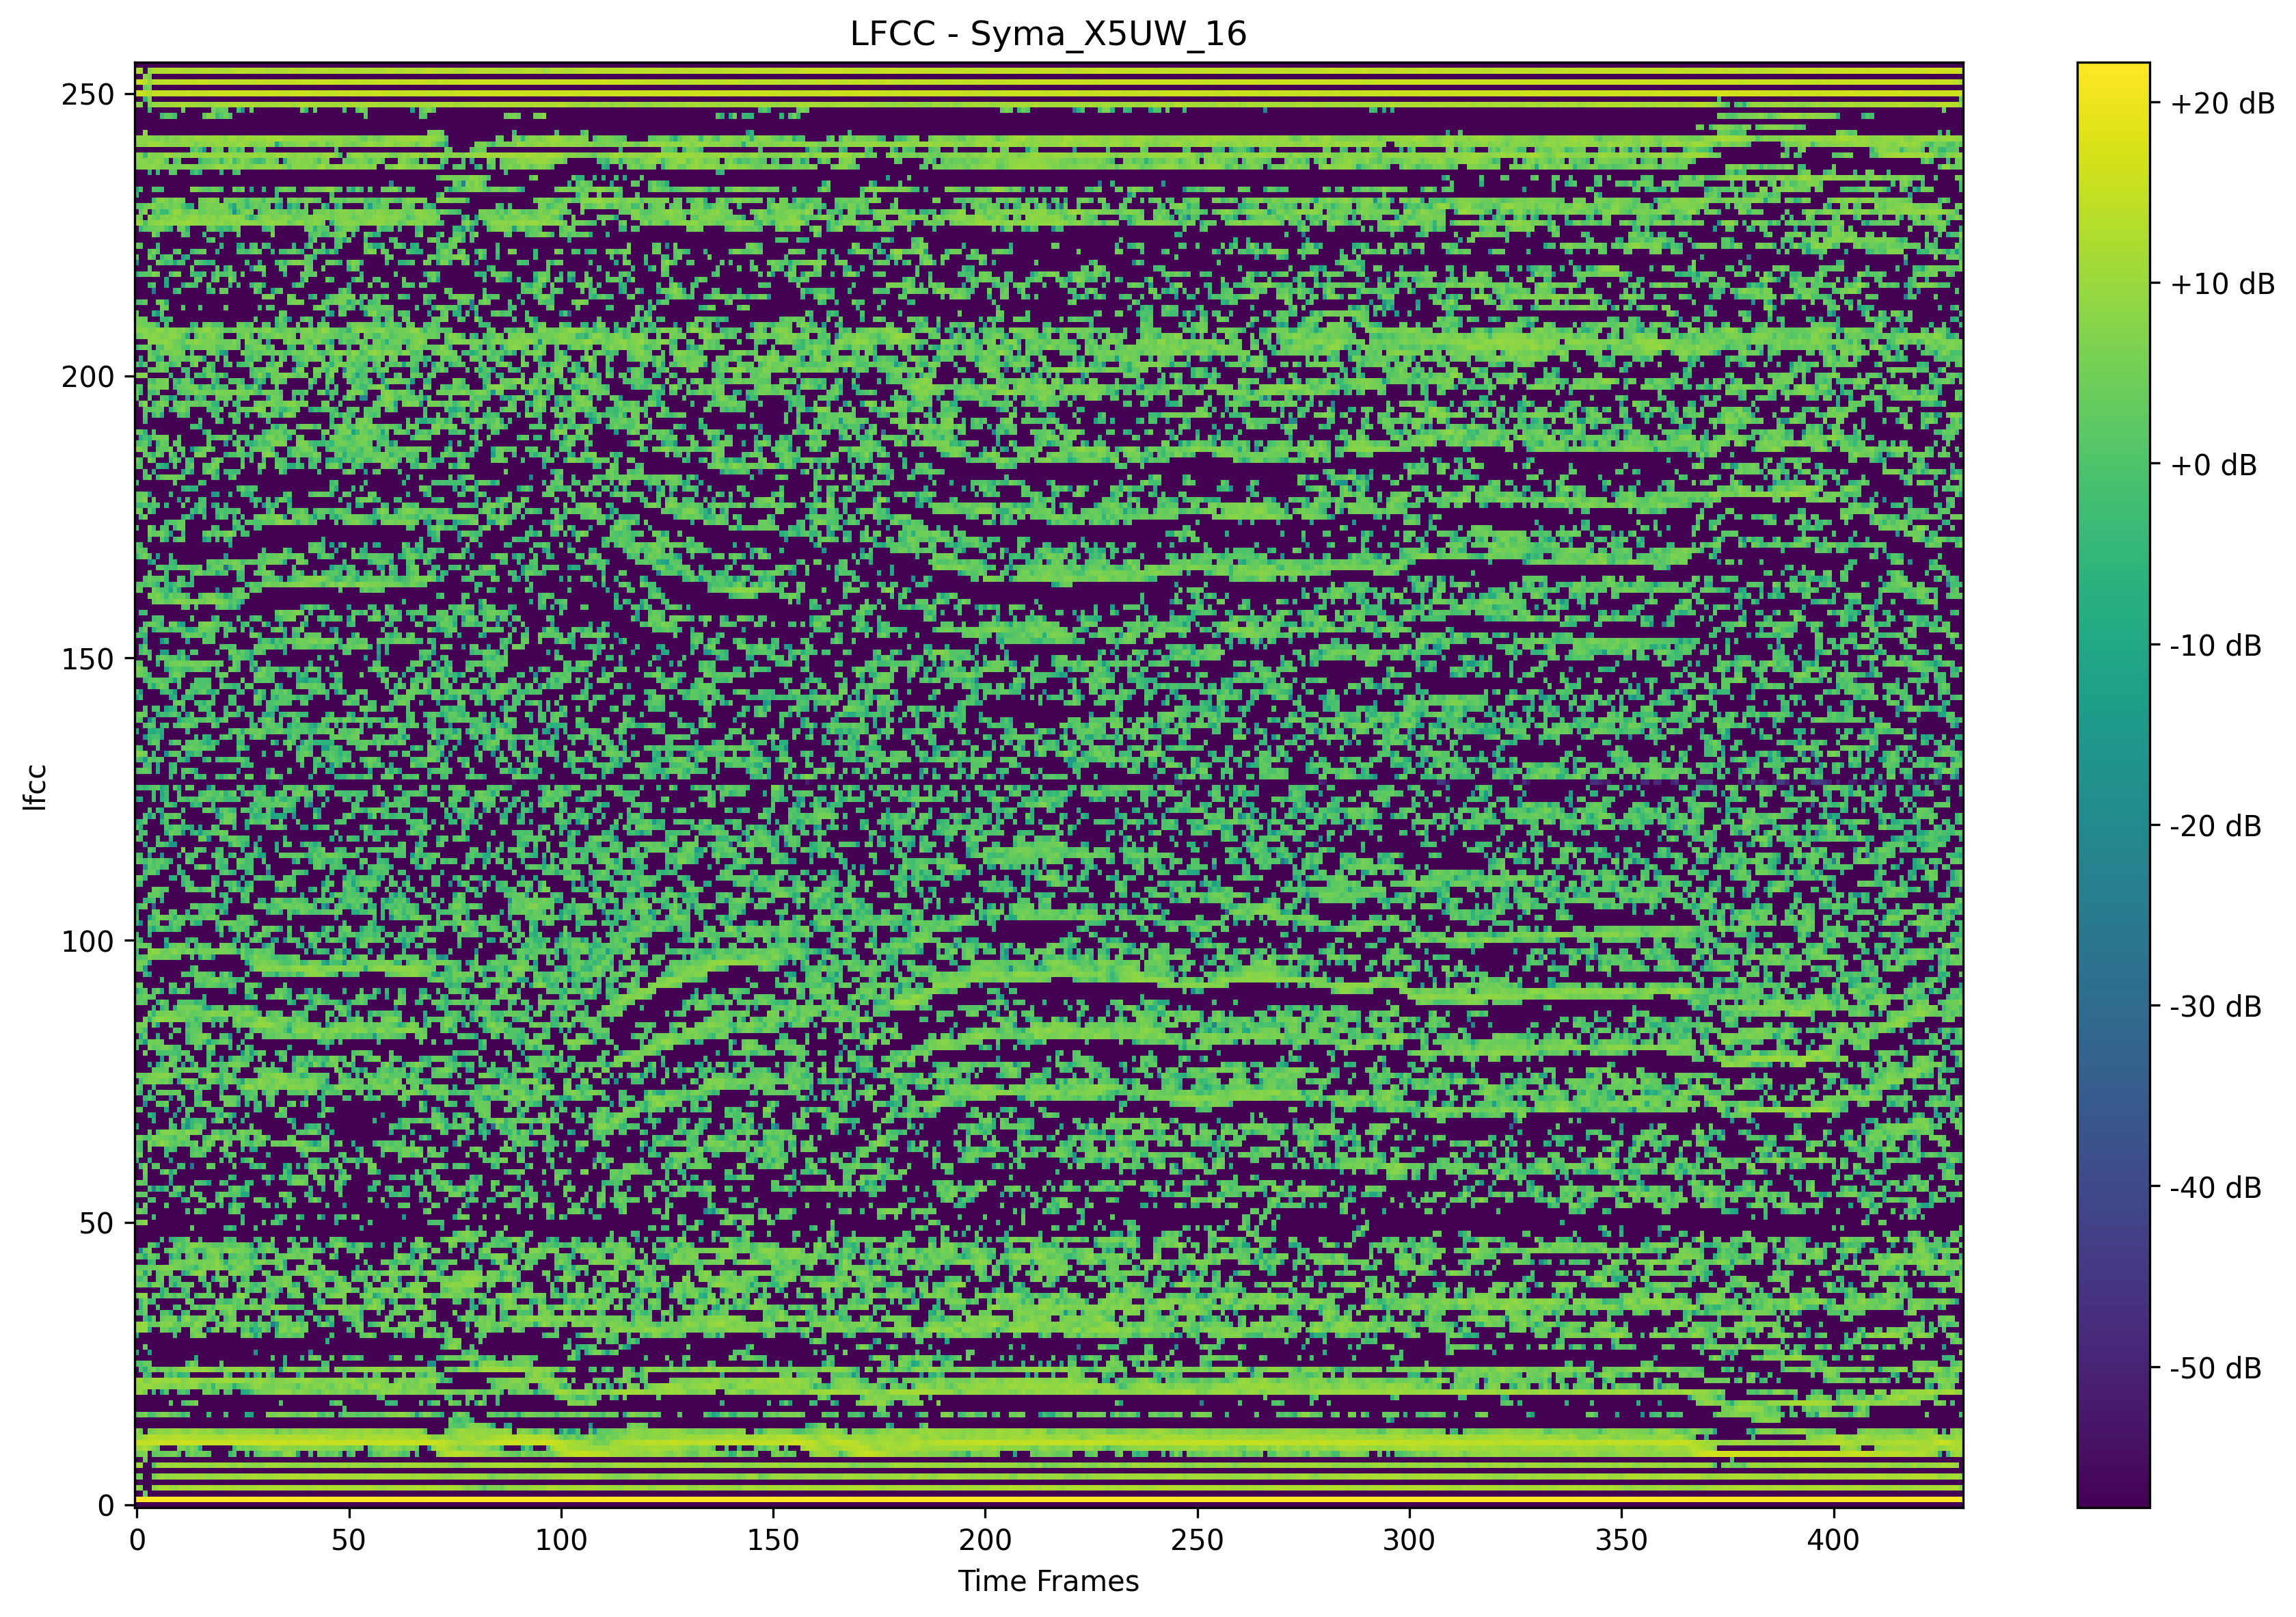 LFCC - Syma_X5UW_16
250
200
150
100
50
0
lfcc
0 50 100 150 200 250 300 350 400
Time Frames
+20 dB
+10 dB
+0 dB
-10 dB
-20 dB
-30 dB
-40 dB
-50 dB